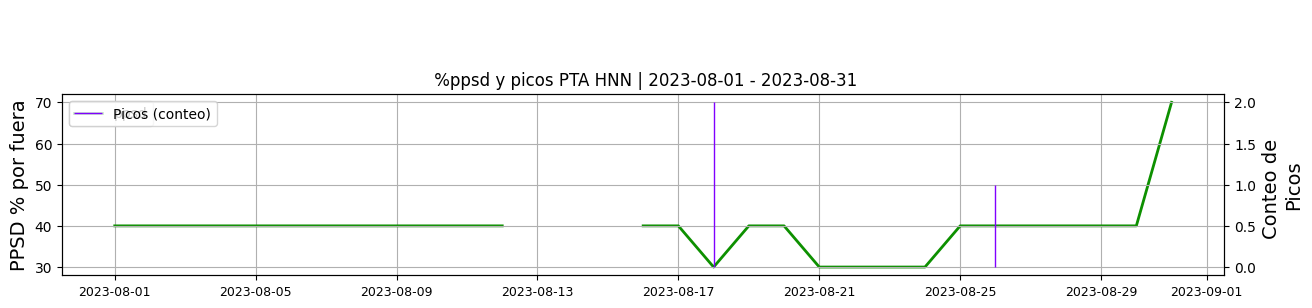 %ppsd y picos PTA HNN | 2023-08-01 - 2023-08-31
Picos (conteo)
PPSD % por fuera
70
60
50
40
30
2.0
1.5
1.0
0.5
0.0
Conteo de
Picos
2023-08-01 2023-08-05 2023-08-09 2023-08-13 2023-08-17 2023-08-21 2023-08-25 2023-08-29 2023-09-01